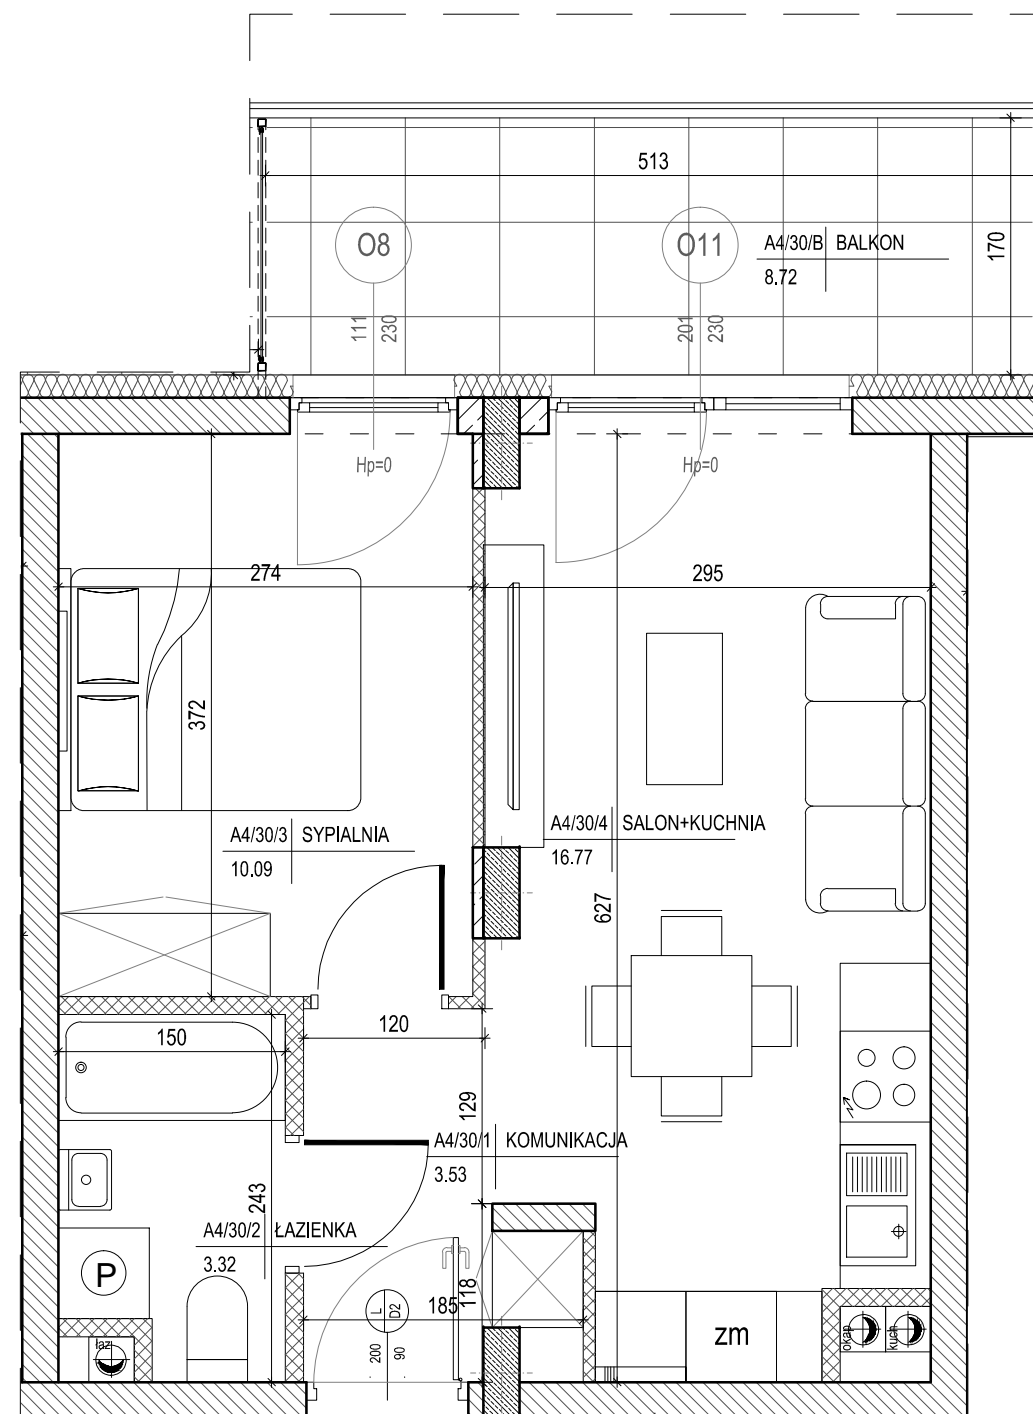 513
O8
O11
A4/30/B BALKON
8.72
170
111
230
201
230
Hp=0
Hp=0
274
295
372
A4/30/3 SYPIALNIA
10.09
A4/30/4 SALON+KUCHNIA
16.77
627
150
120
129
A4/30/1 KOMUNIKACJA
3.53
243
A4/30/2 ŁAZIENKA
3.32
P
185
118
L
D2
200
90
zm
łazi
okap
kuch